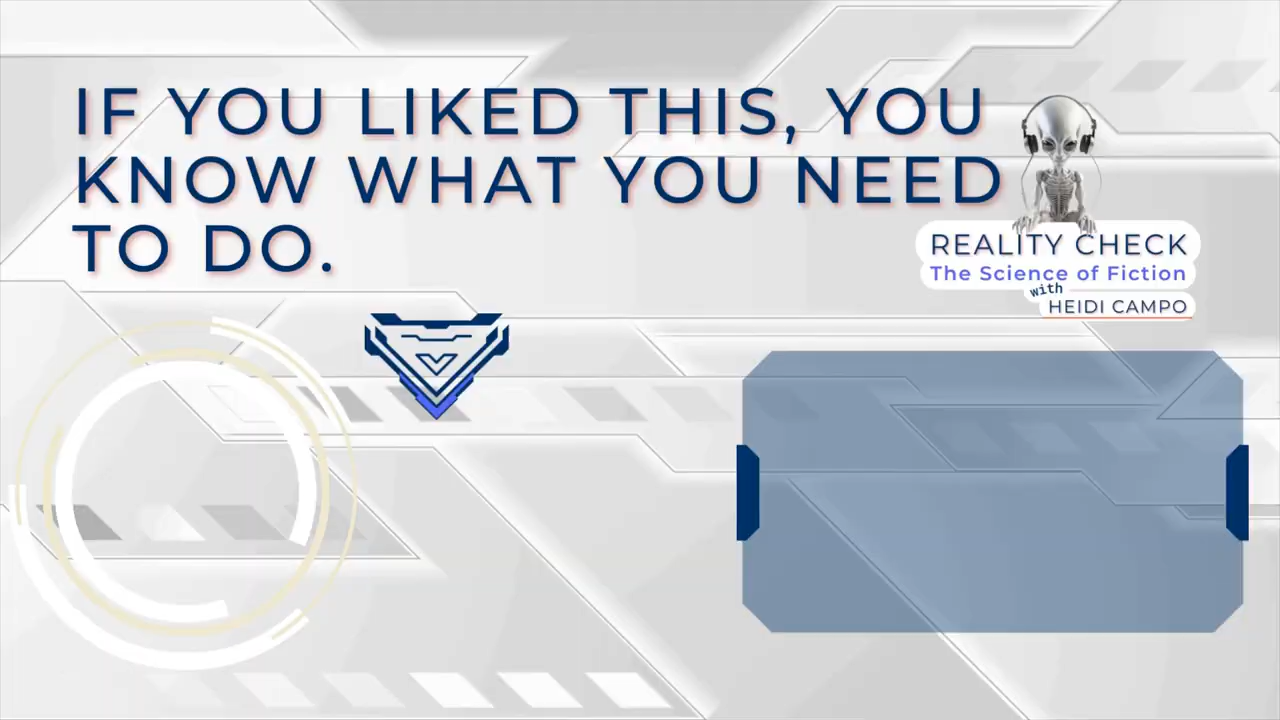 IF YOU LIKED THIS, YOU
KNOW WHAT YOU NEED
TO DO.
REALITY CHECK
The Science of Fiction
with
HEIDI CAMPO